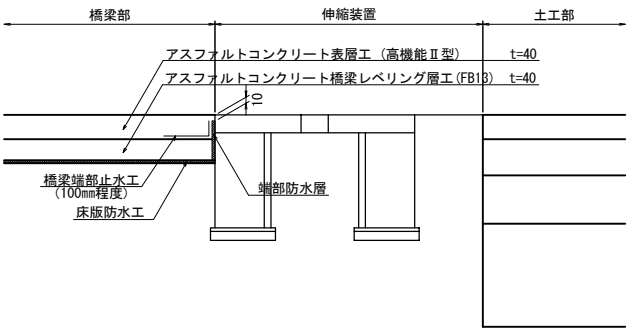 橋梁部
伸縮装置
土工部
アスファルトコンクリート表層工（高機能Ⅱ型） t=40
アスファルトコンクリート橋梁レベリング層工(FB13) t=40
10
橋梁端部止水工
(100mm程度)
端部防水層
床版防水工